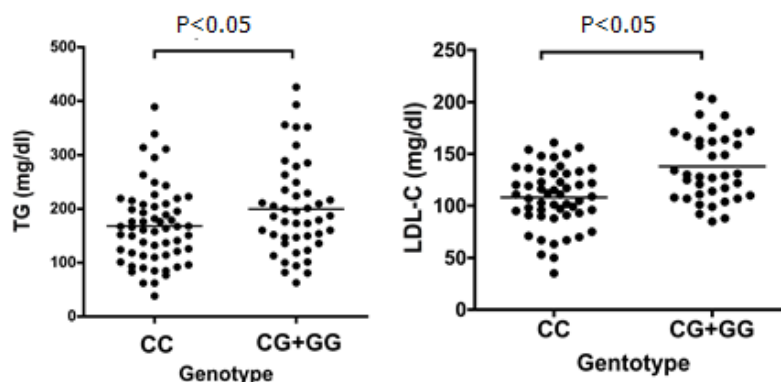 P<0.05
TG (mg/dl)
500
400
300
200
100
0
CC
CG+GG
Genotype
P<0.05
LDL-C (mg/dl)
250
200
150
100
50
0
CC
CG+GG
Gentotype